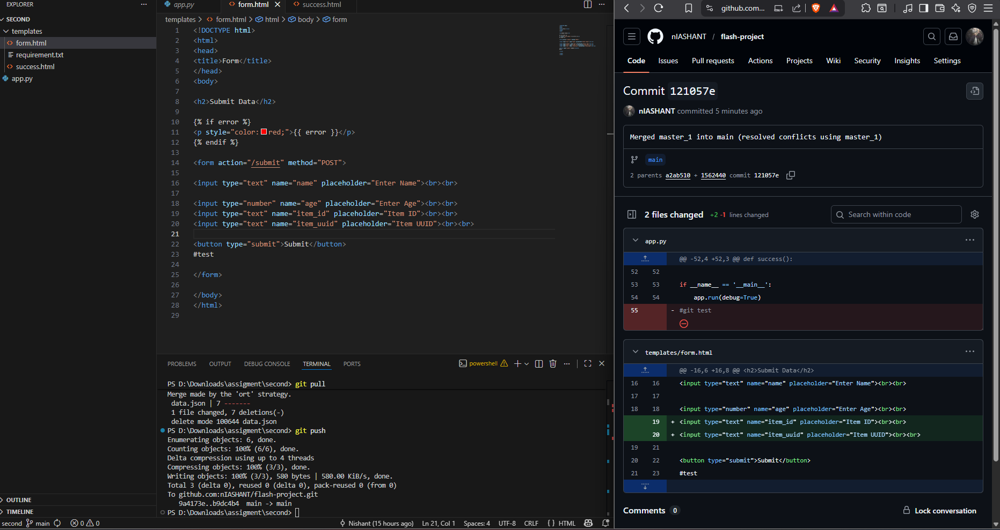 EXPLORER
SECOND
templates
form.html
requirement.txt
success.html
app.py
OUTLINE
TIMELINE
app.py
form.html
success.html
templates > form.html > html > body > form
1 <!DOCTYPE html>
2 <html>
3 <head>
4 <title>Form</title>
5 </head>
6 <body>
7
8 <h2>Submit Data</h2>
9
10 {% if error %}
11 <p style="color:red;">{{ error }}</p>
12 {% endif %}
13
14 <form action="/submit" method="POST">
15
16 <input type="text" name="name" placeholder="Enter Name"><br><br>
17
18 <input type="number" name="age" placeholder="Enter Age"><br><br>
19 <input type="text" name="item_id" placeholder="Item ID"><br><br>
20 <input type="text" name="item_uuid" placeholder="Item UUID"><br><br>
21
22 <button type="submit">Submit</button>
23 #test
24
25 </form>
26
27 </body>
28 </html>
29
PROBLEMS OUTPUT DEBUG CONSOLE TERMINAL PORTS
powershell
PS D:\Downloads\assigment\second> git pull
Merge made by the 'ort' strategy.
data.json | 7 -------
1 file changed, 7 deletions(-)
delete mode 100644 data.json
PS D:\Downloads\assigment\second> git push
Enumerating objects: 6, done.
Counting objects: 100% (6/6), done.
Delta compression using up to 4 threads
Compressing objects: 100% (3/3), done.
Writing objects: 100% (3/3), 580 bytes | 580.00 KiB/s, done.
Total 3 (delta 0), reused 0 (delta 0), pack-reused 0 (from 0)
To github.com:nIASHANT/flash-project.git
9a4173e..b9dc4b4 main -> main
PS D:\Downloads\assigment\second>
second main 0 0 Nishant (15 hours ago) Ln 21, Col 1 Spaces: 4 UTF-8 CRLF {} HTML
github.com...
nIASHANT / flash-project
Code Issues Pull requests Actions Projects Wiki Security Insights Settings
Commit 121057e
nIASHANT committed 5 minutes ago
Merged master_1 into main (resolved conflicts using master_1)
main
2 parents a2ab510 + 1562440 commit 121057e
2 files changed +2 -1 lines changed
Search within code
app.py
@@ -52,4 +52,3 @@ def success():
52 52
53 53 if __name__ == '__main__':
54 54 app.run(debug=True)
55 - #git test
templates/form.html
@@ -16,6 +16,8 @@ <h2>Submit Data</h2>
16 16 <input type="text" name="name" placeholder="Enter Name"><br><br>
17 17
18 18 <input type="number" name="age" placeholder="Enter Age"><br><br>
19 + <input type="text" name="item_id" placeholder="Item ID"><br><br>
20 + <input type="text" name="item_uuid" placeholder="Item UUID"><br><br>
19 21
20 22 <button type="submit">Submit</button>
21 23 #test
Comments 0
Lock conversation